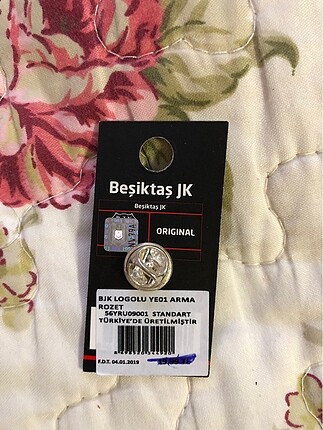 Beşiktaş JK
Beşiktaş JK
ORIGINAL
BJK LOGOLU YE01 ARMA
ROZET
56YRU09001 STANDART
TÜRKİYE'DE ÜRETİLMİŞTİR
F.D.T. 04.01.2019